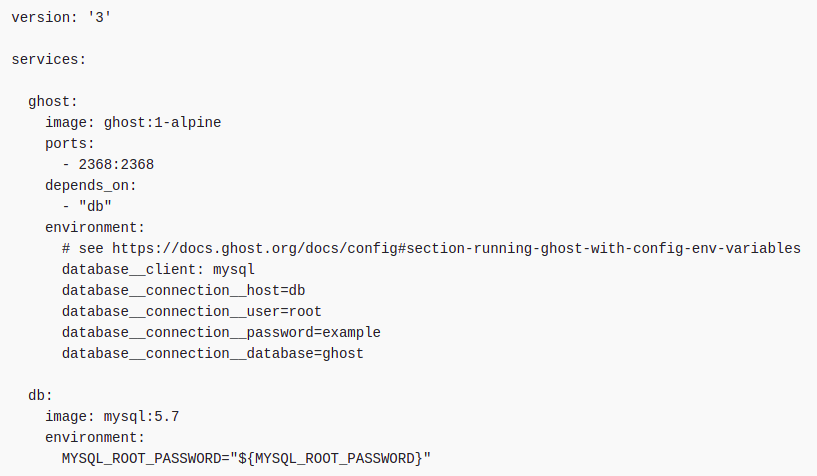 version: '3'
services:
ghost:
image: ghost:1-alpine
ports:
- 2368:2368
depends_on:
- "db"
environment:
# see https://docs.ghost.org/docs/config#section-running-ghost-with-config-env-variables
database__client: mysql
database__connection__host=db
database__connection__user=root
database__connection__password=example
database__connection__database=ghost
db:
image: mysql:5.7
environment:
MYSQL_ROOT_PASSWORD="${MYSQL_ROOT_PASSWORD}"